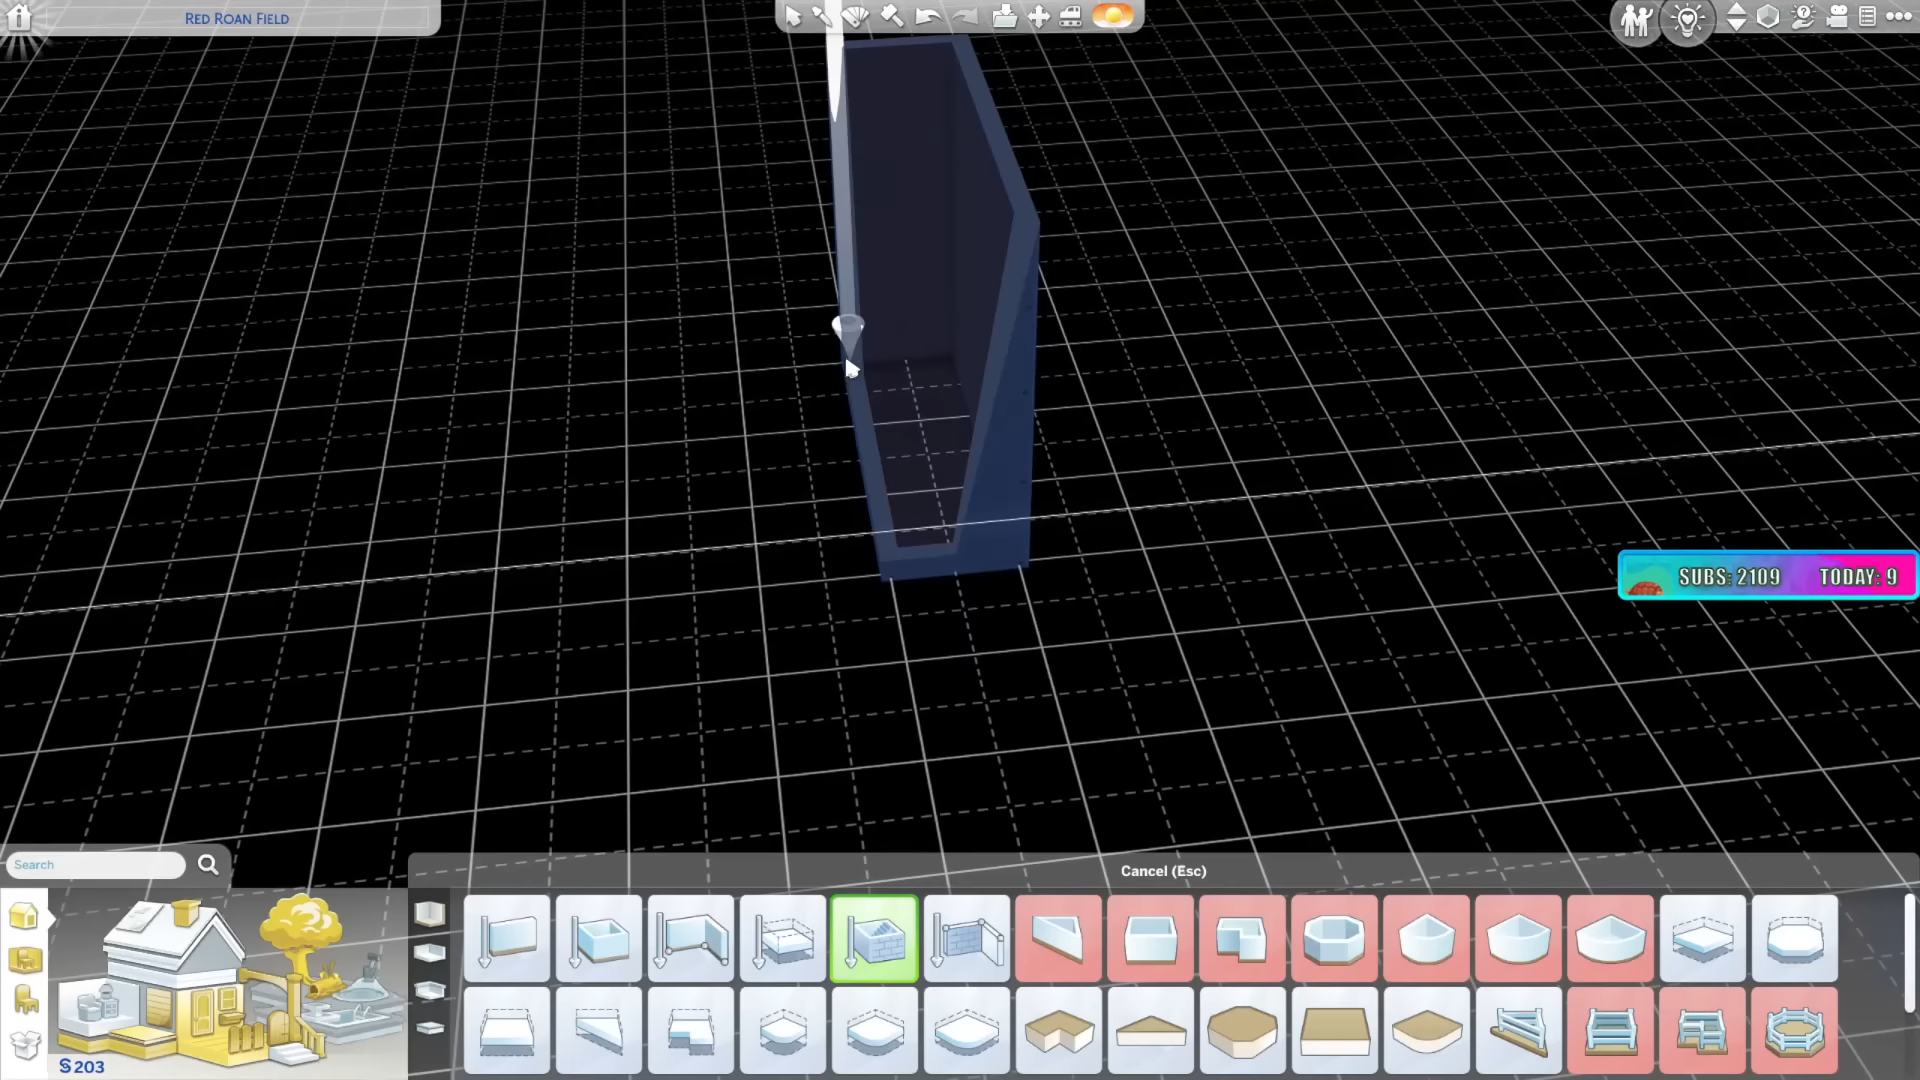 RED ROAN FIELD
SUBS: 2109 TODAY: 9
Search
Cancel (Esc)
§203